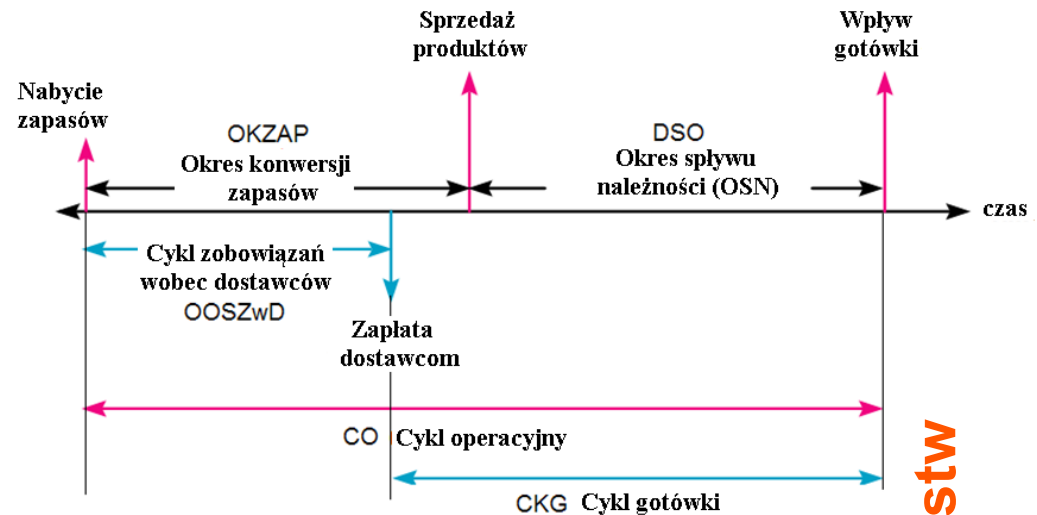 Sprzedaż
produktów
Wpływ
gotówki
Nabycie
zapasów
OKZAP
Okres konwersji
zapasów
DSO
Okres spływu
należności (OSN)
czas
Cykl zobowiązań
wobec dostawców
OOSZwD
Zapłata
dostawcom
CO Cykl operacyjny
CKG Cykl gotówki
stw